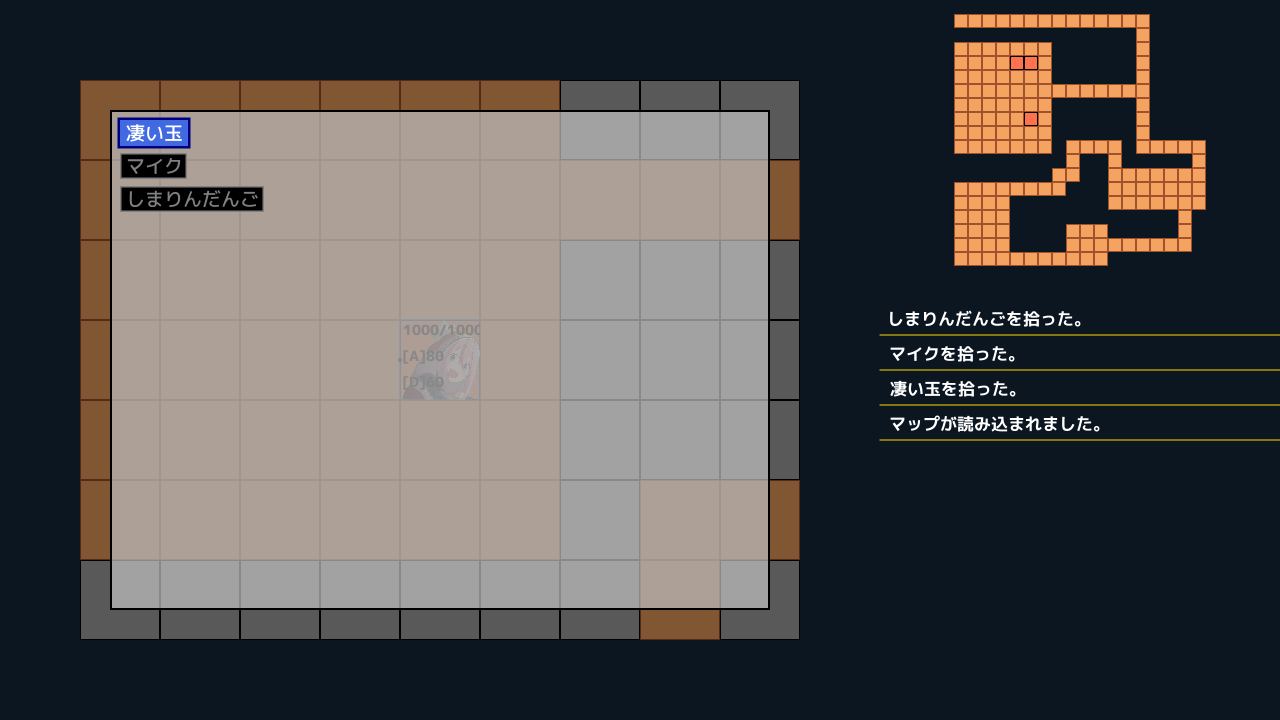 凄い玉
マイク
しまりんだんご
1000/1000
[A]80
[D]60
しまりんだんごを拾った。
マイクを拾った。
凄い玉を拾った。
マップが読み込まれました。